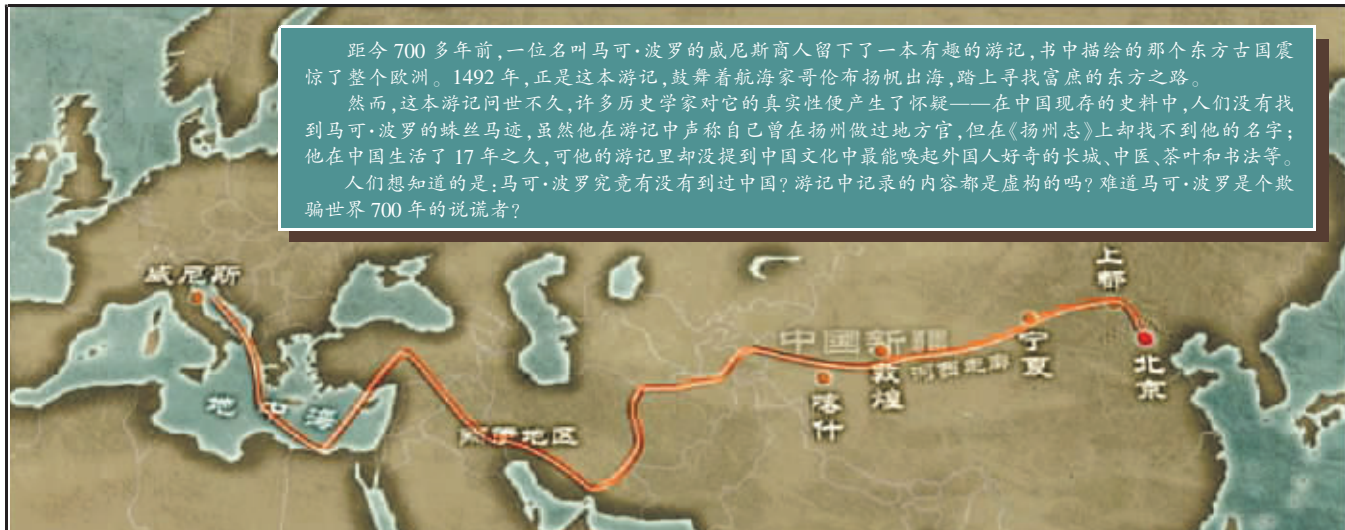 距今 700 多年前,一位名叫马可·波罗的威尼斯商人留下了一本有趣的游记,书中描绘的那个东方古国震
惊了整个欧洲。1492 年,正是这本游记,鼓舞着航海家哥伦布扬帆出海,踏上寻找富庶的东方之路。
然而,这本游记问世不久,许多历史学家对它的真实性便产生了怀疑——在中国现存的史料中,人们没有找
到马可·波罗的蛛丝马迹,虽然他在游记中声称自己曾在扬州做过地方官,但在《扬州志》上却找不到他的名字;
他在中国生活了 17 年之久,可他的游记里却没提到中国文化中最能唤起外国人好奇的长城、中医、茶叶和书法等。
人们想知道的是:马可·波罗究竟有没有到过中国?游记中记录的内容都是虚构的吗?难道马可·波罗是个欺
骗世界 700 年的说谎者?
威尼斯
上都
中國新疆
宁夏
北京
河西走廊
敦煌
喀什
地中海
两伊地区